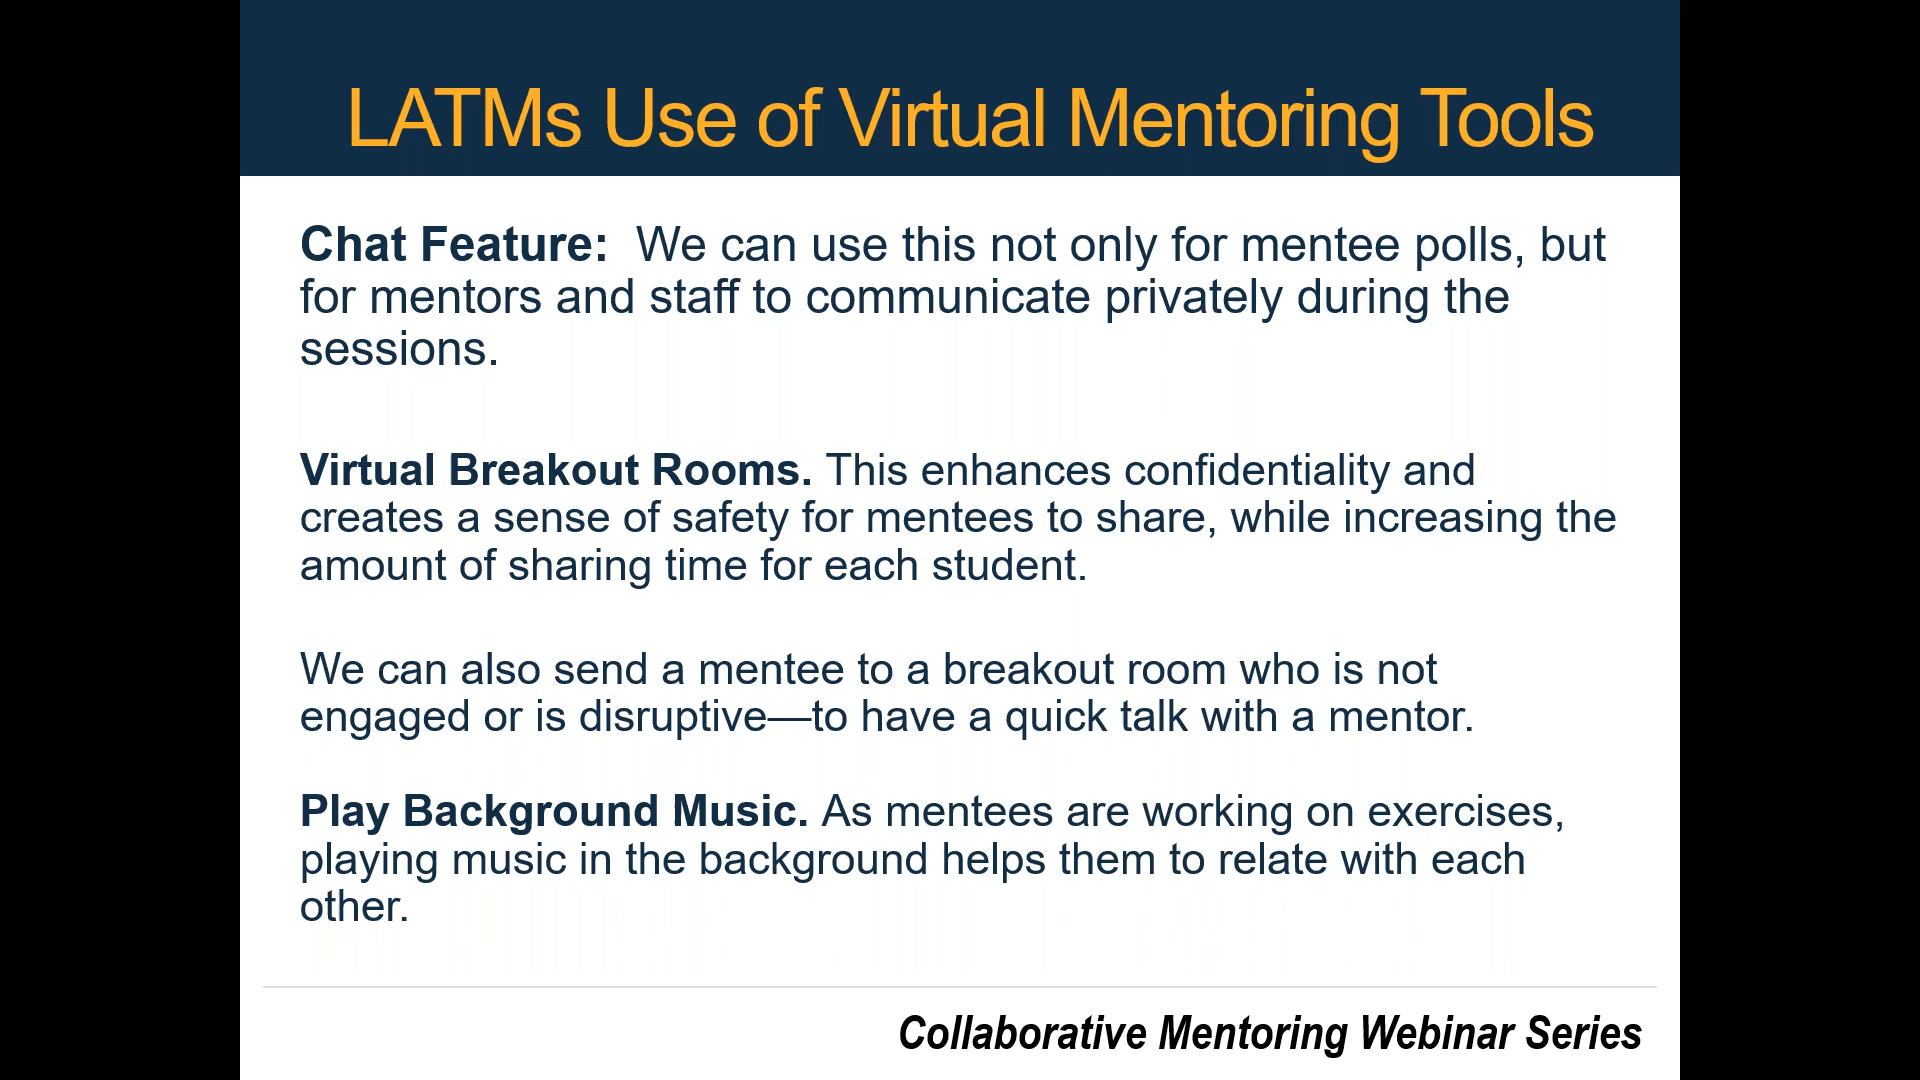 LATMs Use of Virtual Mentoring Tools
Chat Feature: We can use this not only for mentee polls, but
for mentors and staff to communicate privately during the
sessions.
Virtual Breakout Rooms. This enhances confidentiality and
creates a sense of safety for mentees to share, while increasing the
amount of sharing time for each student.
We can also send a mentee to a breakout room who is not
engaged or is disruptive—to have a quick talk with a mentor.
Play Background Music. As mentees are working on exercises,
playing music in the background helps them to relate with each
other.
Collaborative Mentoring Webinar Series